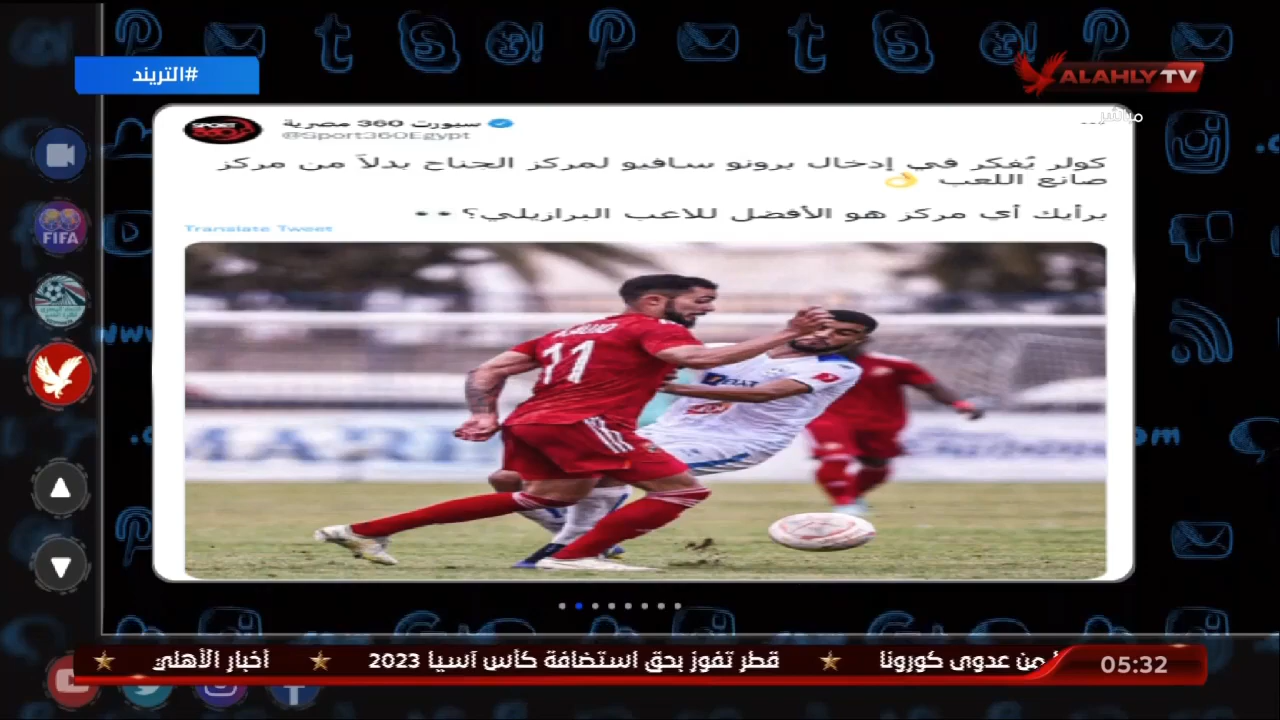 #التريند
ALAHLY TV
مباشر
سبورت 360 مصرية
@Sport360Egypt
كولر يُفكر في إدخال برونو سافيو لمركز الجناح بدلاً من مركز
صانع اللعب 👌
برأيك أي مركز هو الأفضل للاعب البرازيلي؟ 👀
Translate Tweet
FIFA
11
أخبار الأهلي ★ قطر تفوز بحق استضافة كأس آسيا 2023 ★ من عدوى كورونا
05:32